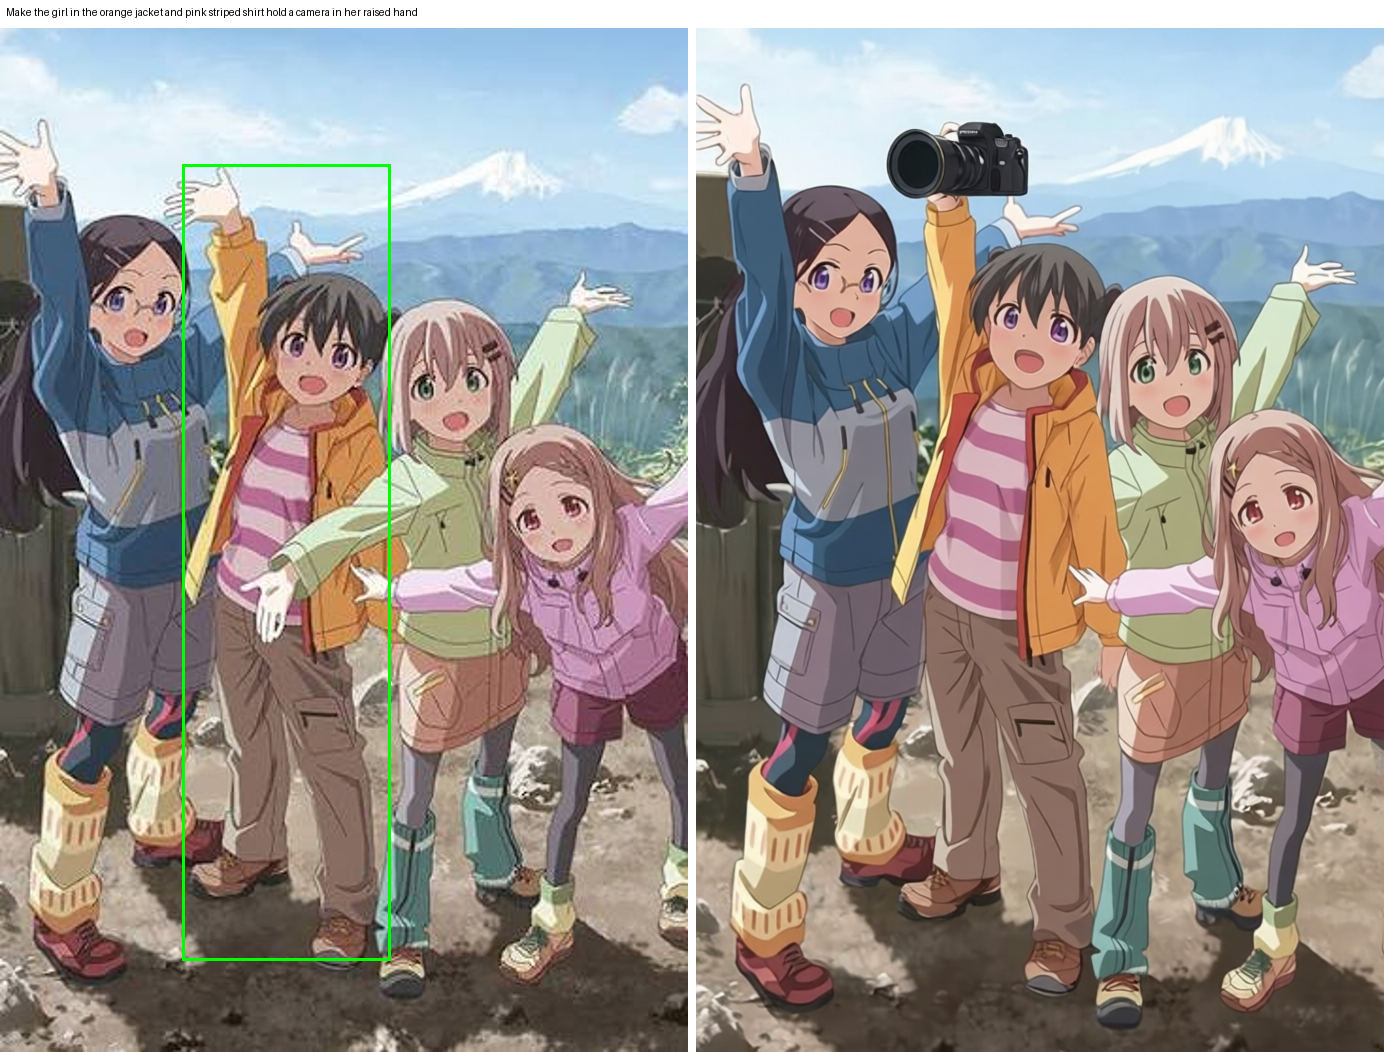 Make the girl in the orange jacket and pink striped shirt hold a camera in her raised hand